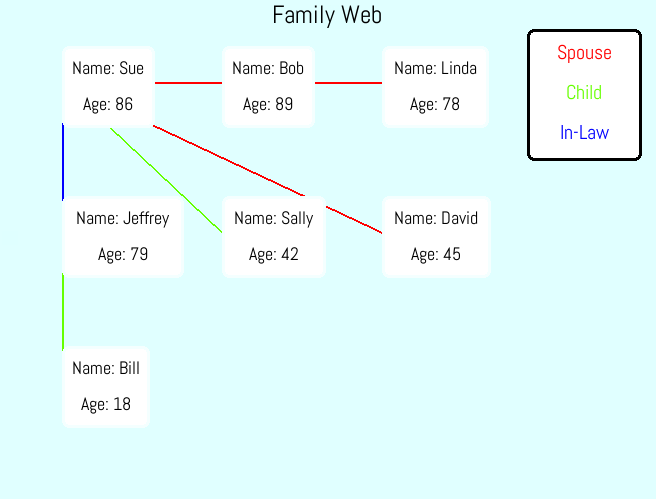 Family Web
Name: Sue
Age: 86
Name: Bob
Age: 89
Name: Linda
Age: 78
Spouse
Child
In-Law
Name: Jeffrey
Age: 79
Name: Sally
Age: 42
Name: David
Age: 45
Name: Bill
Age: 18